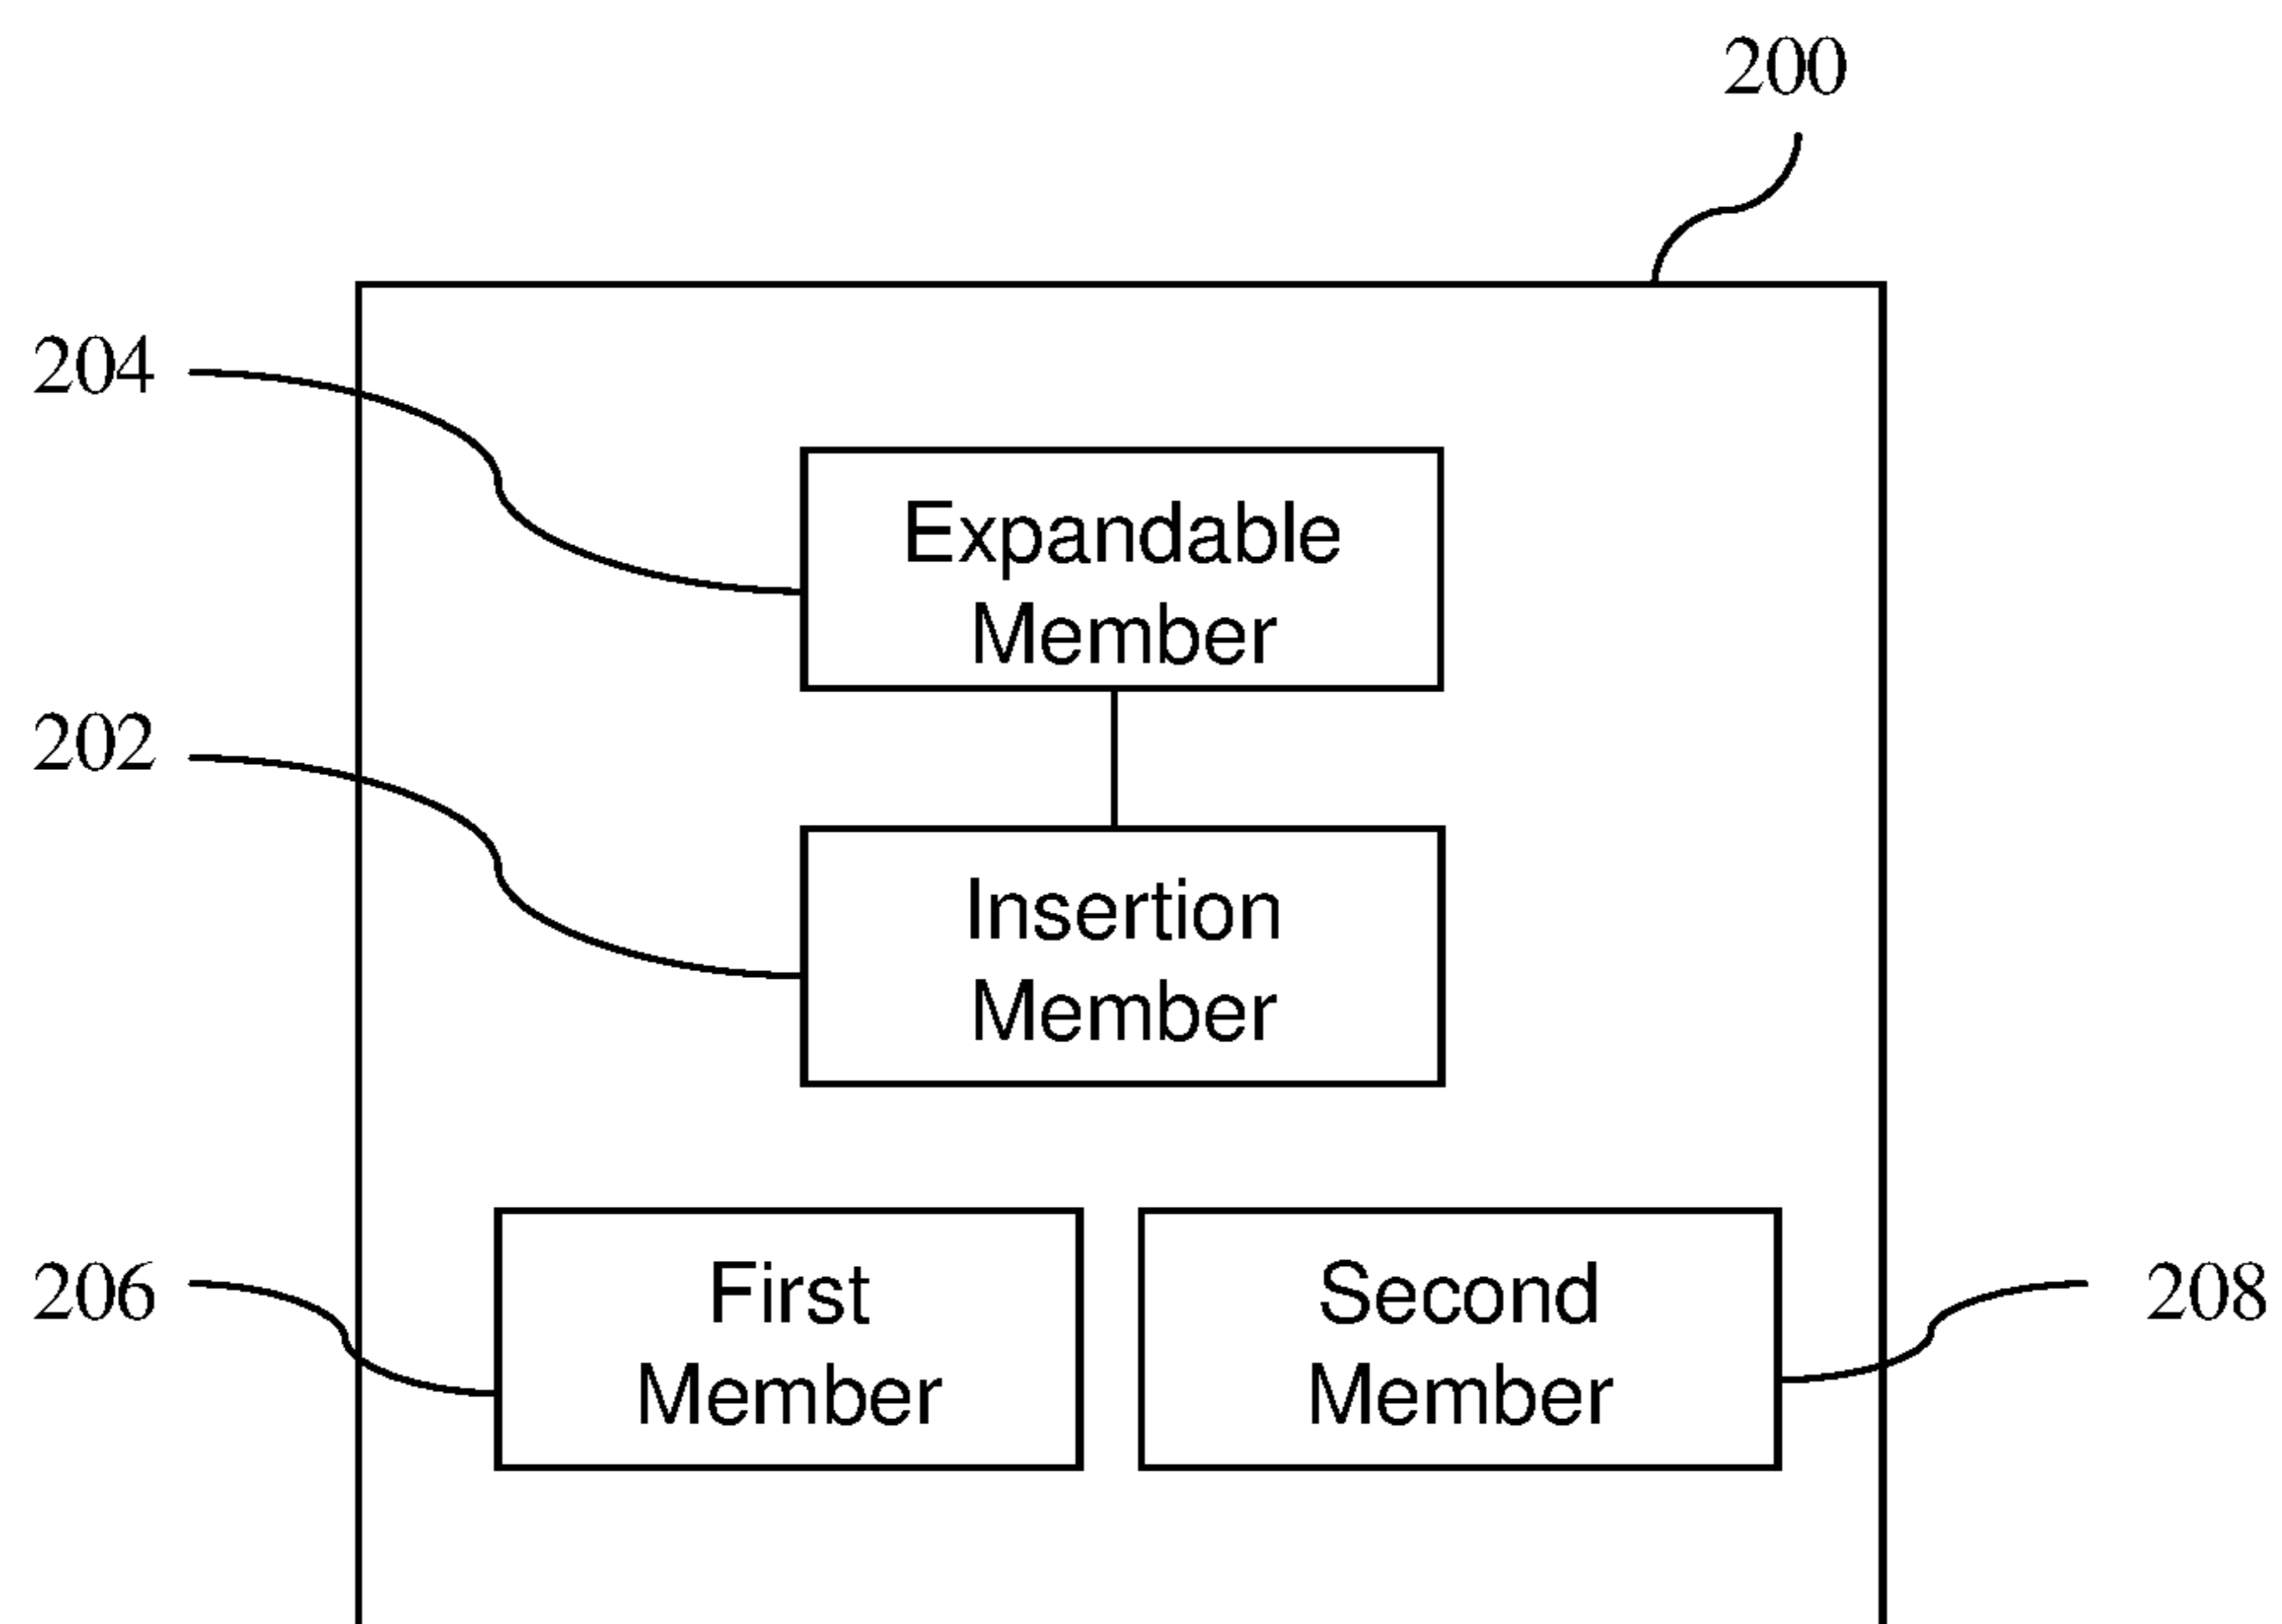 200
204
Expandable
Member
202
Insertion
Member
206
First
Member
Second
Member
208